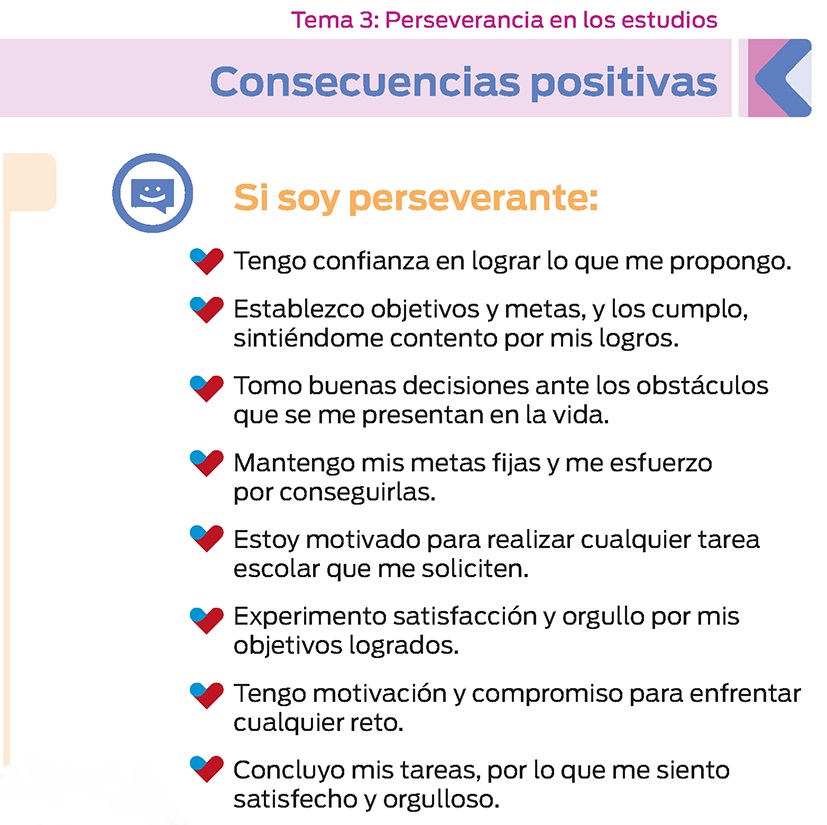 Tema 3: Perseverancia en los estudios
Consecuencias positivas
Si soy perseverante:
Tengo confianza en lograr lo que me propongo.
Establezco objetivos y metas, y los cumplo,
sintiéndome contento por mis logros.
Tomo buenas decisiones ante los obstáculos
que se me presentan en la vida.
Mantengo mis metas fijas y me esfuerzo
por conseguirlas.
Estoy motivado para realizar cualquier tarea
escolar que me soliciten.
Experimento satisfacción y orgullo por mis
objetivos logrados.
Tengo motivación y compromiso para enfrentar
cualquier reto.
Concluyo mis tareas, por lo que me siento
satisfecho y orgulloso.